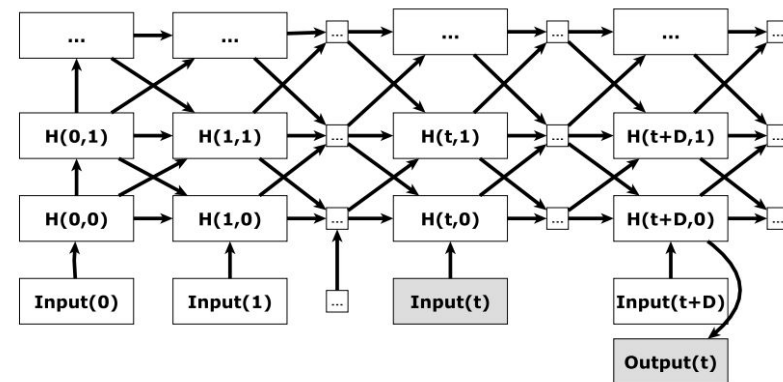 ... ... ... ... ... ... ...
H(0,1) H(1,1) ... H(t,1) ... H(t+D,1) ...
H(0,0) H(1,0) ... H(t,0) ... H(t+D,0) ...
Input(0) Input(1) ... Input(t) Input(t+D)
Output(t)